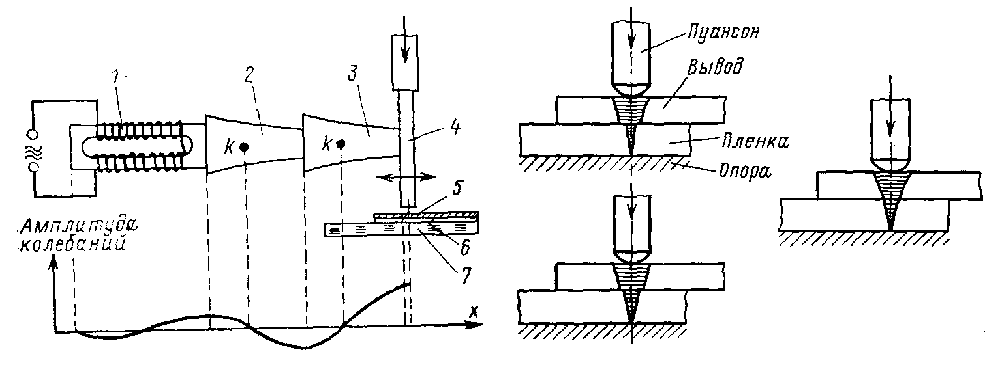 1
2
3
4
k
k
5
6
7
Амплитуда
колебаний
x
Пуансон
Вывод
Пленка
Опора